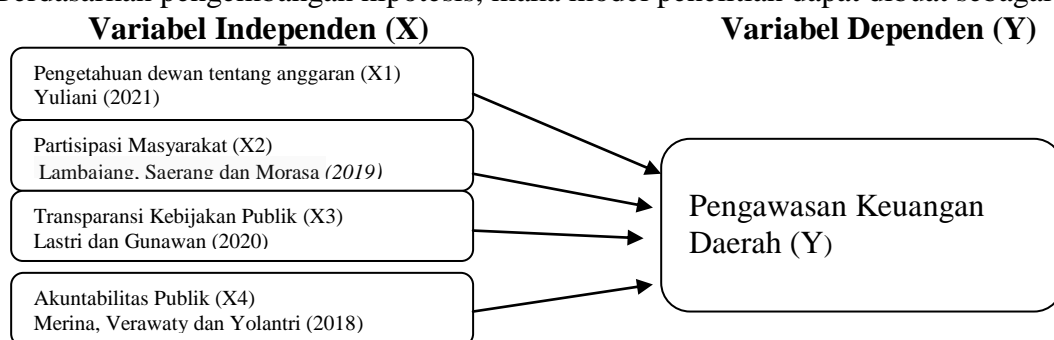 Berdasarkan pengembangan hipotesis, maka model penelitian dapat dibuat sebagai
Variabel Independen (X)
Variabel Dependen (Y)
Pengetahuan dewan tentang anggaran (X1)
Yuliani (2021)
Partisipasi Masyarakat (X2)
Lambajang, Saerang dan Morasa (2019)
Transparansi Kebijakan Publik (X3)
Lastri dan Gunawan (2020)
Akuntabilitas Publik (X4)
Merina, Verawaty dan Yolantri (2018)
Pengawasan Keuangan
Daerah (Y)